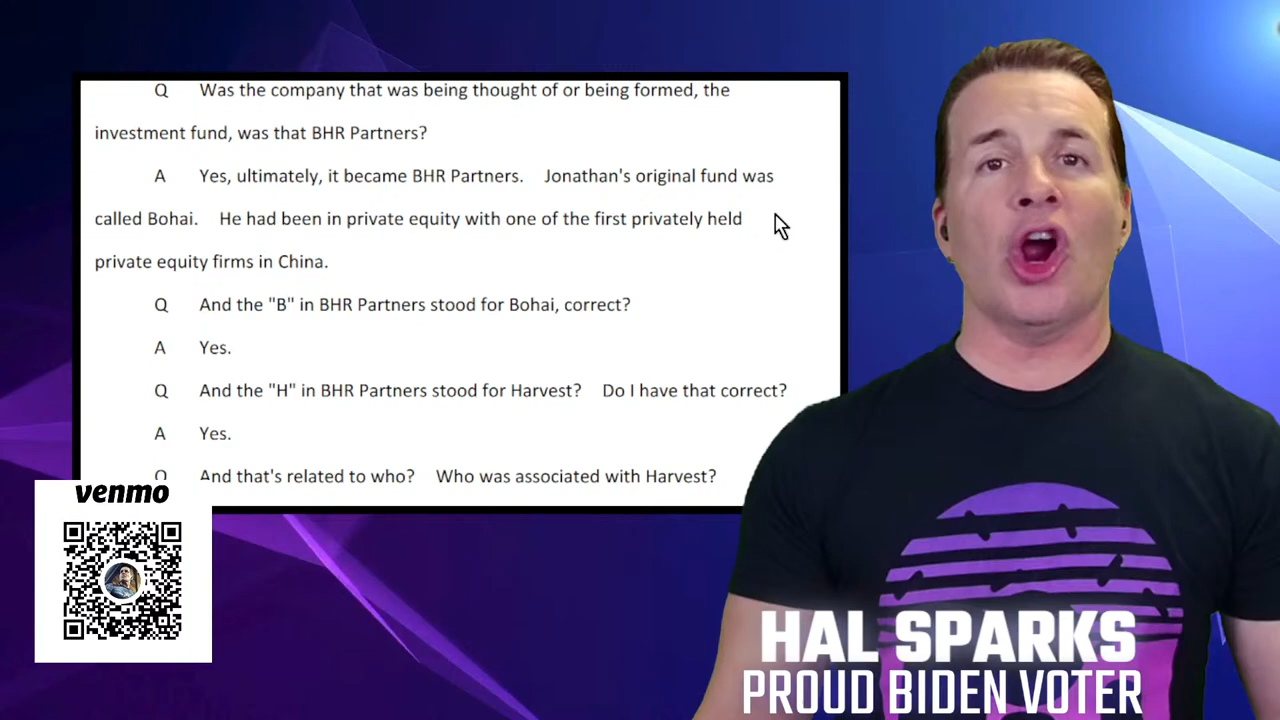 Q Was the company that was being thought of or being formed, the
investment fund, was that BHR Partners?
A Yes, ultimately, it became BHR Partners. Jonathan's original fund was
called Bohai. He had been in private equity with one of the first privately held
private equity firms in China.
Q And the "B" in BHR Partners stood for Bohai, correct?
A Yes.
Q And the "H" in BHR Partners stood for Harvest? Do I have that correct?
A Yes.
Q And that's related to who? Who was associated with Harvest?
venmo
HAL SPARKS
PROUD BIDEN VOTER